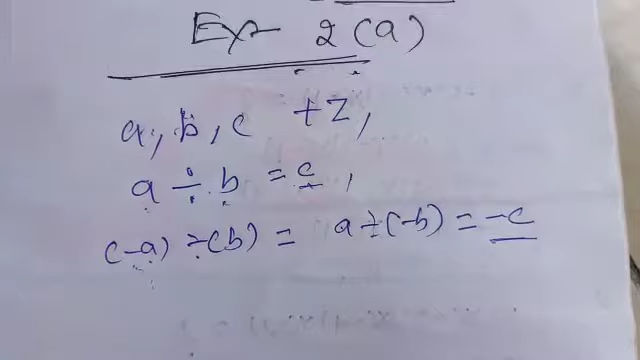 Ex- 2 (a)
a, b, c +Z,
a ÷ b = c,
(-a) ÷ (b) = a ÷ (-b) = -c